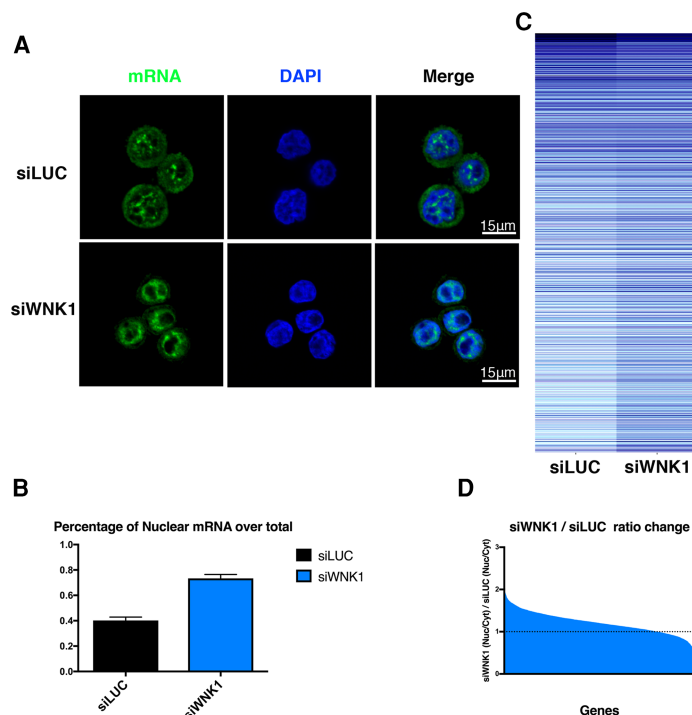 A
mRNA
DAPI
Merge
siLUC
15µm
siWNK1
15µm
B
Percentage of Nuclear mRNA over total
1.0
0.8
0.6
0.4
0.2
0.0
siLUC
siWNK1
siLUC
siWNK1
C
siLUC
siWNK1
D
siWNK1 / siLUC ratio change
siWNK1 (Nuc/Cyt) / siLUC (Nuc/Cyt)
3
2
1
0
Genes